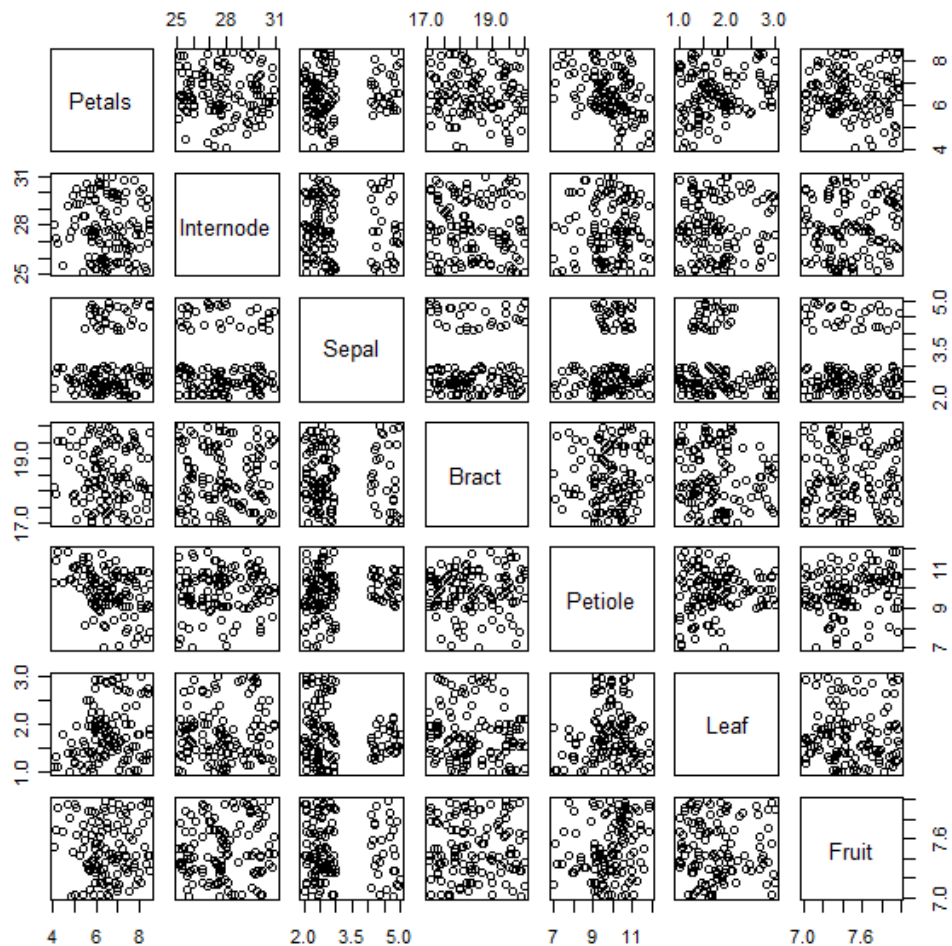 25 28 31 17.0 19.0 1.0 2.0 3.0
Petals
4 6 8
25 28 31
Internode
Sepal
2.0 3.5 5.0
17.0 19.0
Bract
Petiole
7 9 11
1.0 2.0 3.0
Leaf
Fruit
7.0 7.6
4 6 8 2.0 3.5 5.0 7 9 11 7.0 7.6